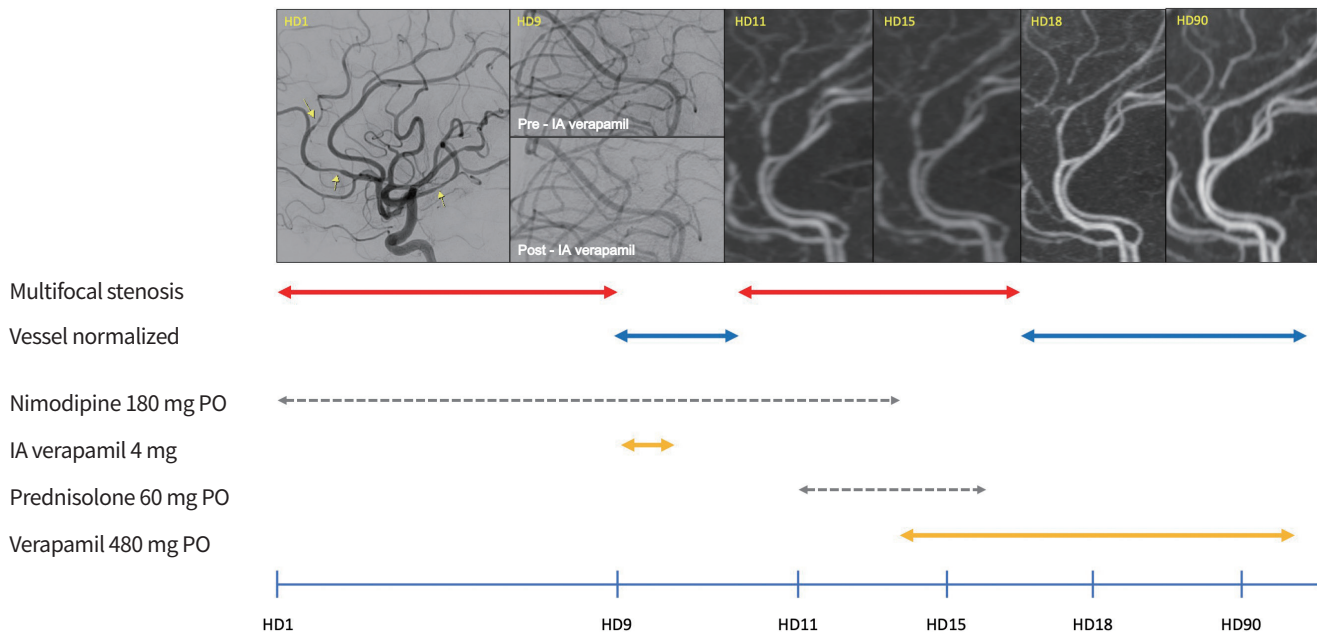 HD1
HD9
HD11
HD15
HD18
HD90
Pre - IA verapamil
Post - IA verapamil
Multifocal stenosis
Vessel normalized
Nimodipine 180 mg PO
IA verapamil 4 mg
Prednisolone 60 mg PO
Verapamil 480 mg PO
HD1
HD9
HD11
HD15
HD18
HD90